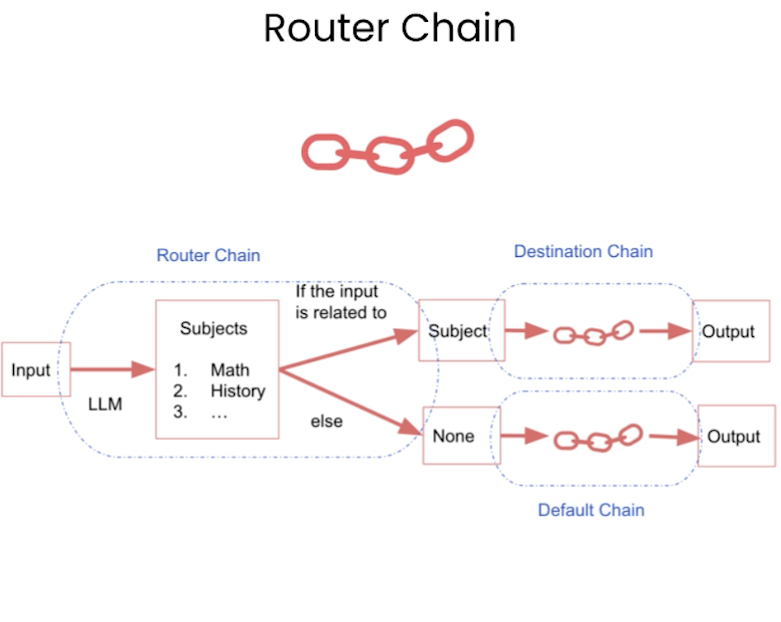 Router Chain
Router Chain
Destination Chain
If the input
is related to
Subjects
Subject
Output
Input
1. Math
2. History
3. ...
LLM
else
None
Output
Default Chain